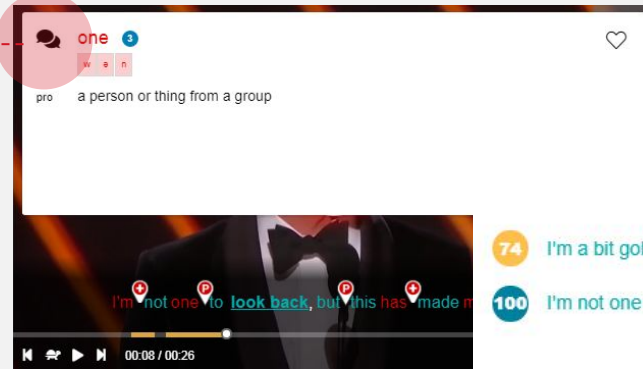 one 3
w ə n
pro a person or thing from a group
74 I'm a bit gol
100 I'm not one
I'm not one to look back, but this has made m
00:08 / 00:26